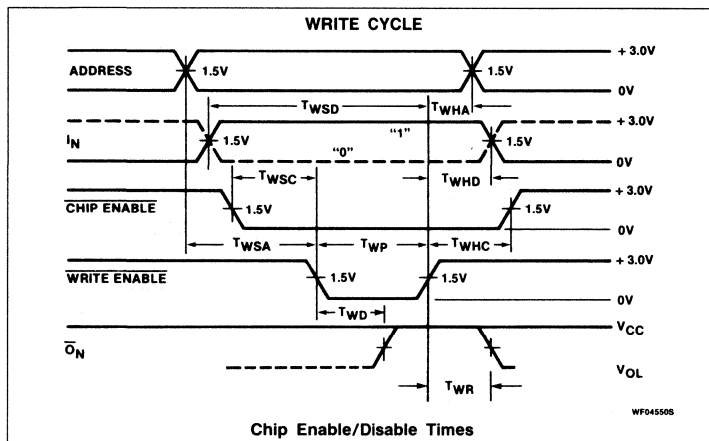 WRITE CYCLE
ADDRESS
1.5V
1.5V
+ 3.0V
0V
TWSD
TWHA
IN
1.5V
"1"
"0"
1.5V
+ 3.0V
0V
TWSC
TWHD
CHIP ENABLE
1.5V
1.5V
+ 3.0V
0V
TWSA
TWP
TWHC
WRITE ENABLE
1.5V
1.5V
+ 3.0V
0V
TWD
ON
VCC
VOL
TWR
WF04550S
Chip Enable/Disable Times